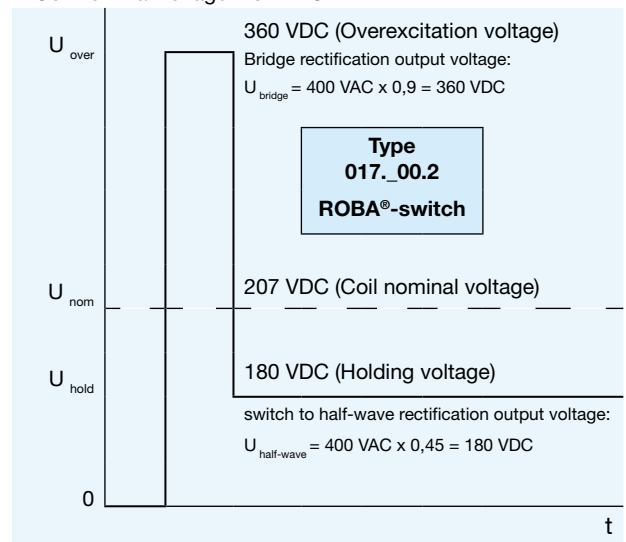 360 VDC (Overexcitation voltage)
U over
Bridge rectification output voltage:
U bridge = 400 VAC x 0,9 = 360 VDC
Type
017._00.2
ROBA®-switch
U nom
207 VDC (Coil nominal voltage)
U hold
180 VDC (Holding voltage)
switch to half-wave rectification output voltage:
U half-wave = 400 VAC x 0,45 = 180 VDC
0
t